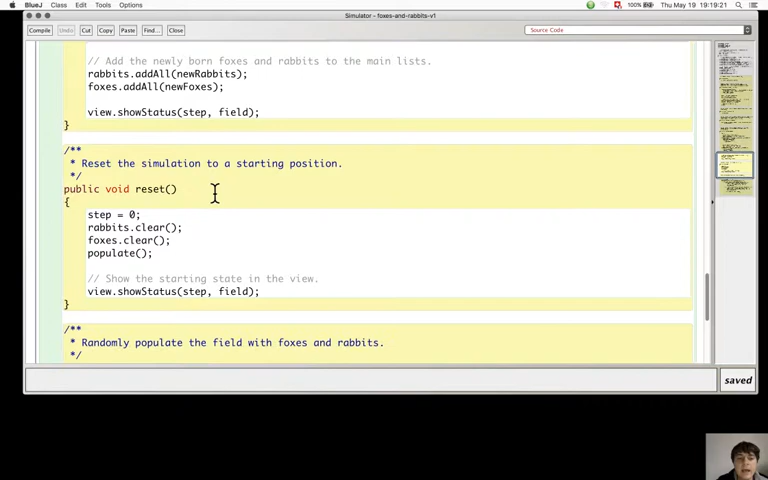 BlueJ Class Edit Tools Options 100% Thu May 19 19:19:21
Simulator - foxes-and-rabbits-v1
Compile Undo Cut Copy Paste Find... Close Source Code
// Add the newly born foxes and rabbits to the main lists.
rabbits.addAll(newRabbits);
foxes.addAll(newFoxes);
view.showStatus(step, field);
}
/**
* Reset the simulation to a starting position.
*/
public void reset()
{
step = 0;
rabbits.clear();
foxes.clear();
populate();
// Show the starting state in the view.
view.showStatus(step, field);
}
/**
* Randomly populate the field with foxes and rabbits.
*/
saved